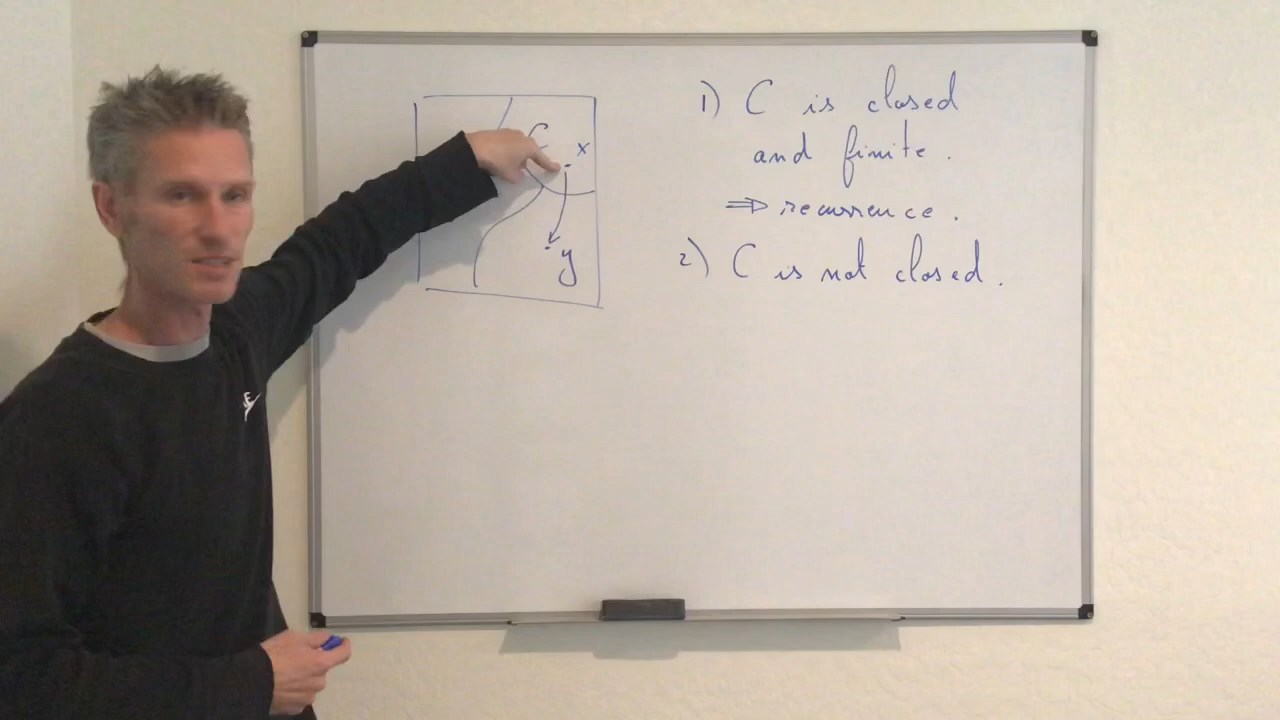 C
x
y
1) C is closed
and finite.
⇒ recurrence.
2) C is not closed.